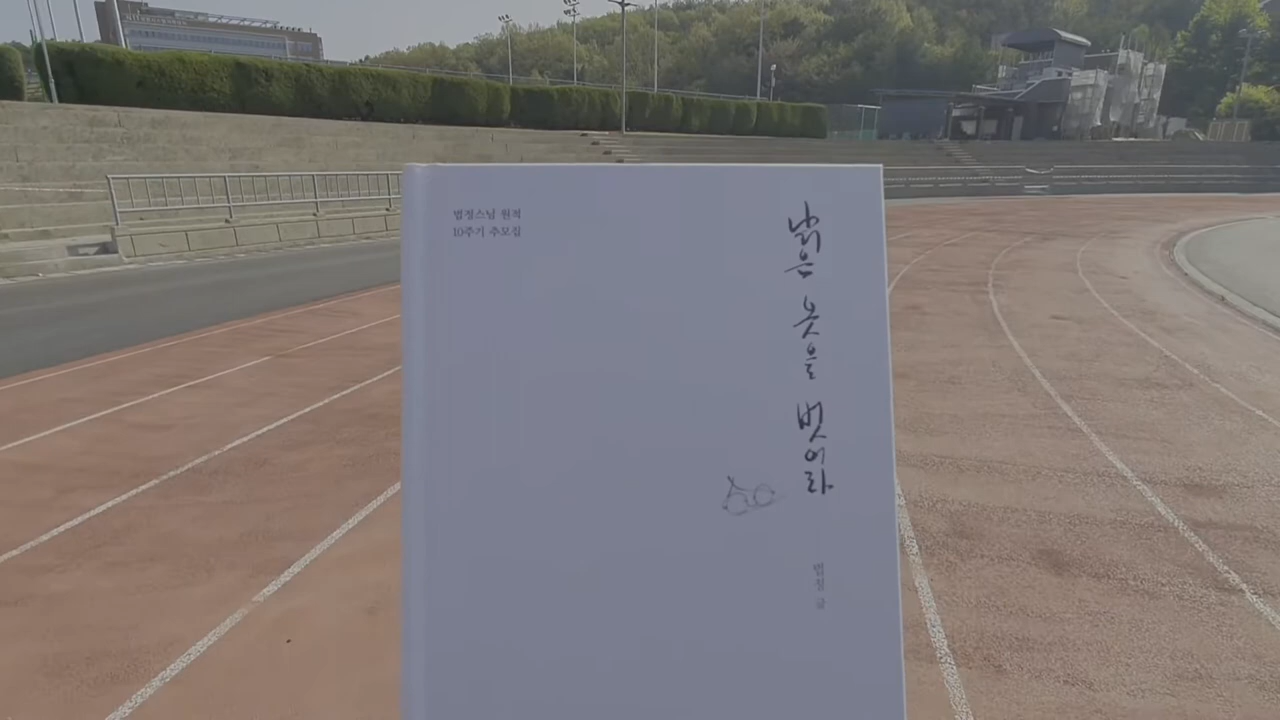 법정스님 원적
10주기 추모집
낡은 옷을 벗어라
법정 글